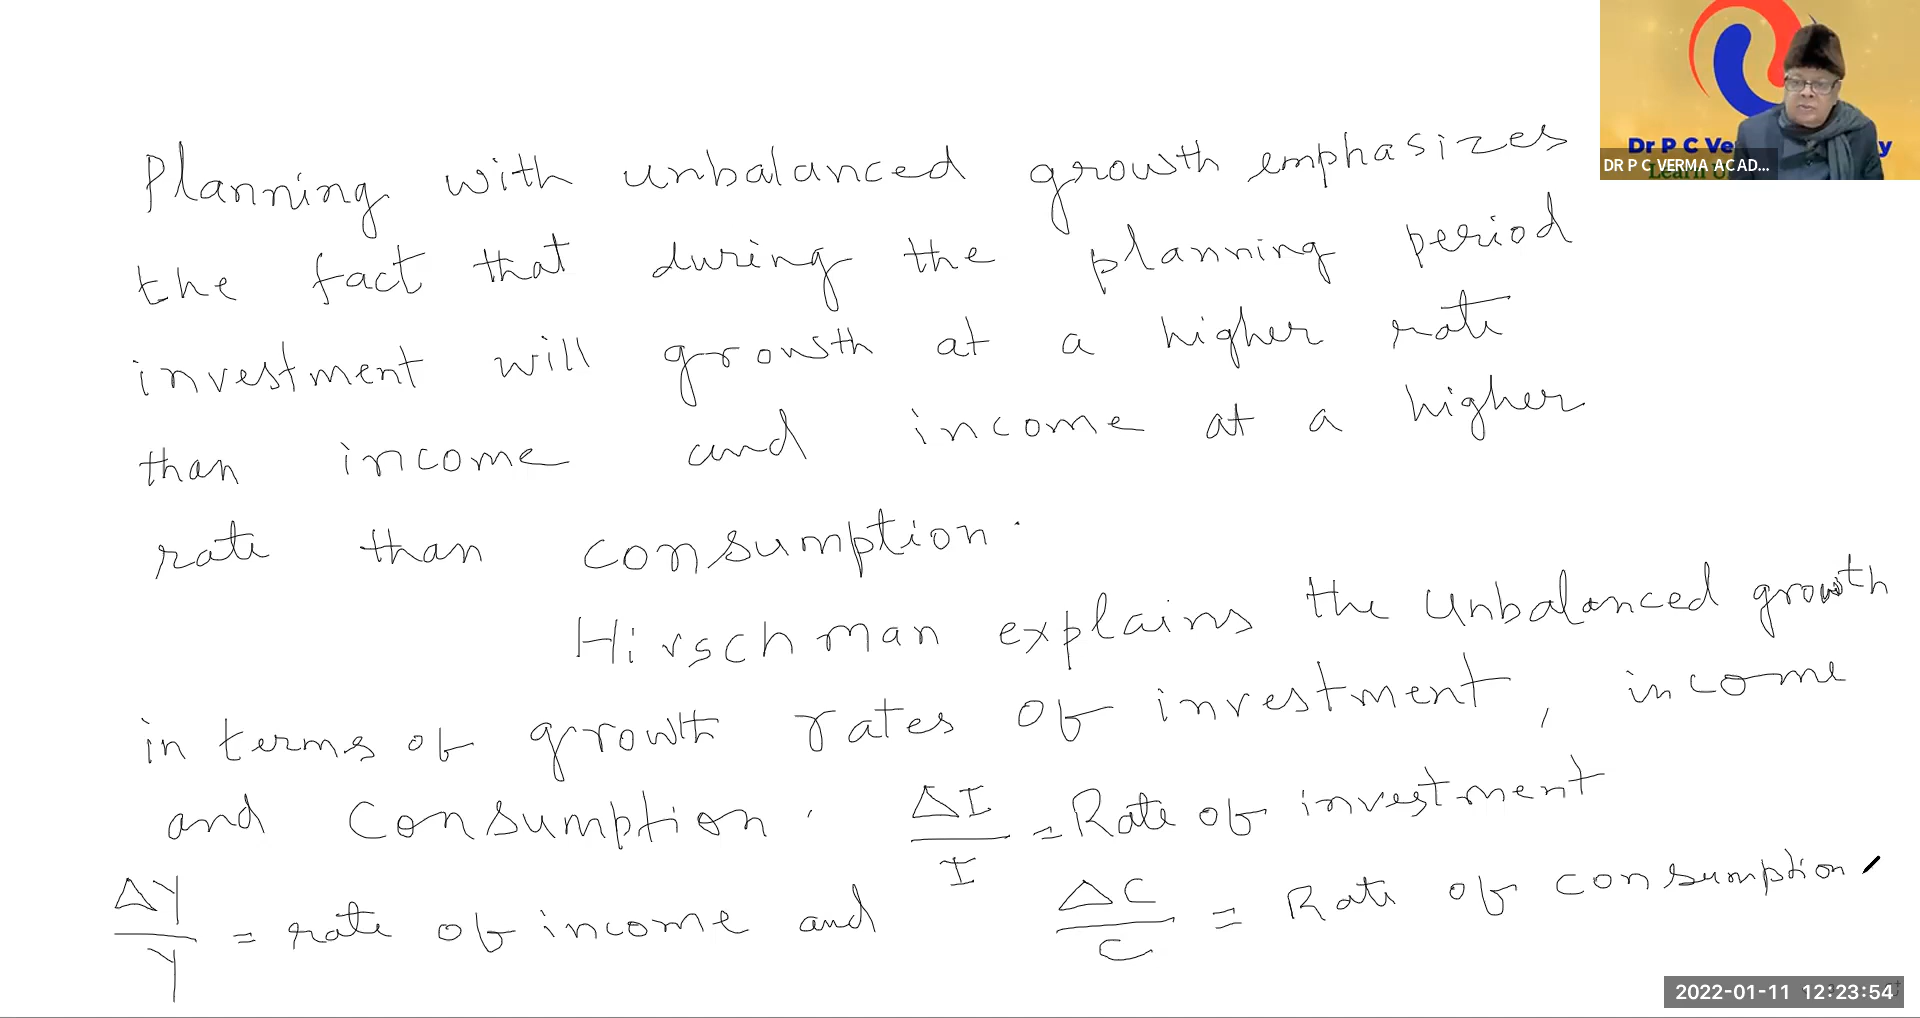 Dr P C Ve y
DR P C VERMA ACAD...
Learn U
Planning with unbalanced growth emphasizes
the fact that during the planning period
investment will growth at a higher rate
than income and income at a higher
rate than consumption.
Hirschman explains the unbalanced growth
in terms of growth rates of investment, income
and consumption. ΔI/I = Rate of investment
ΔY/Y = rate of income and ΔC/C = Rate of consumption
2022-01-11 12:23:54